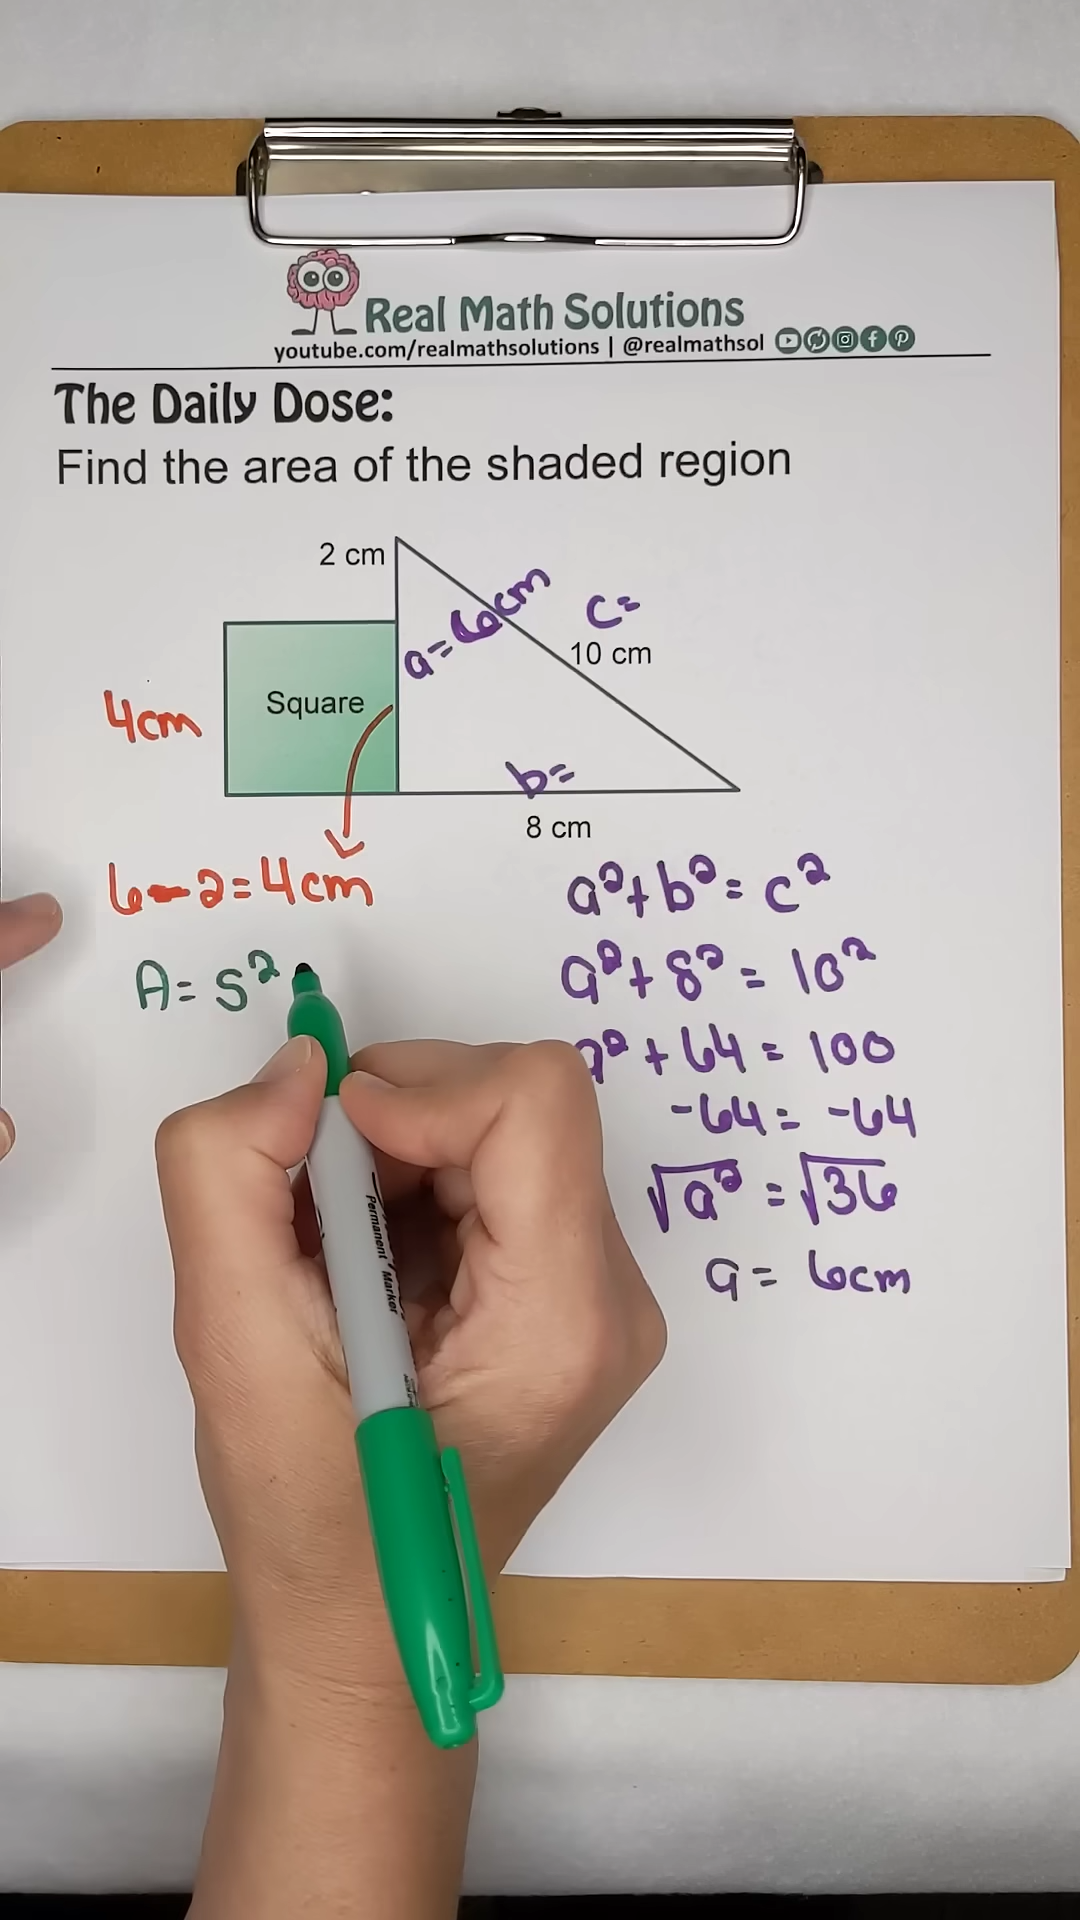 Real Math Solutions
youtube.com/realmathsolutions | @realmathsol
The Daily Dose:
Find the area of the shaded region
2 cm
a=6cm
c=
10 cm
Square
4cm
b=
8 cm
6-2=4cm
A=s²
a²+b²=c²
a²+8²=10²
a²+64=100
-64=-64
√a²=√36
a=6cm
Permanent Marker